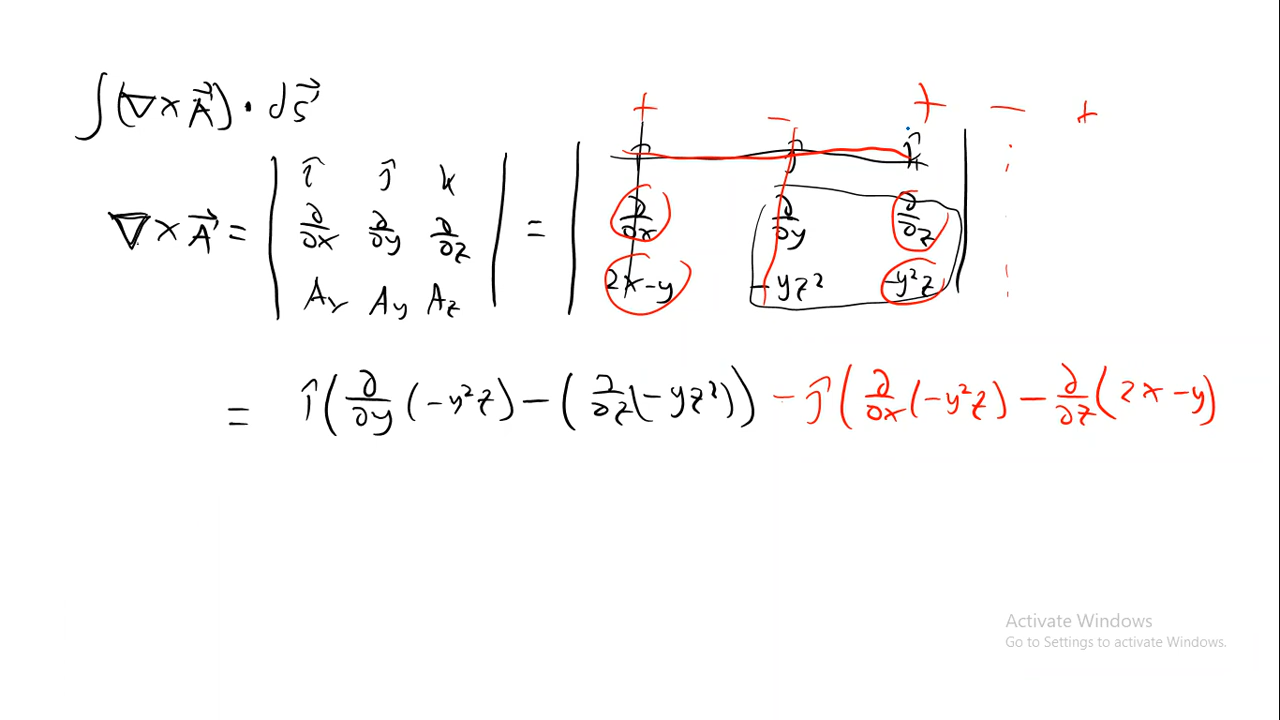 ∫(∇×A⃗)·ds⃗
+ − + − +
∇×A⃗ = | î ĵ k | = | î ĵ k̂ |
| ∂/∂x ∂/∂y ∂/∂z | | ∂/∂x ∂/∂y ∂/∂z |
| Ax Ay Az | | 2x-y -yz² -y²z |
= î(∂/∂y(-y²z) - (∂/∂z(-yz²)) - ĵ(∂/∂x(-y²z) - ∂/∂z(2x-y)
Activate Windows
Go to Settings to activate Windows.